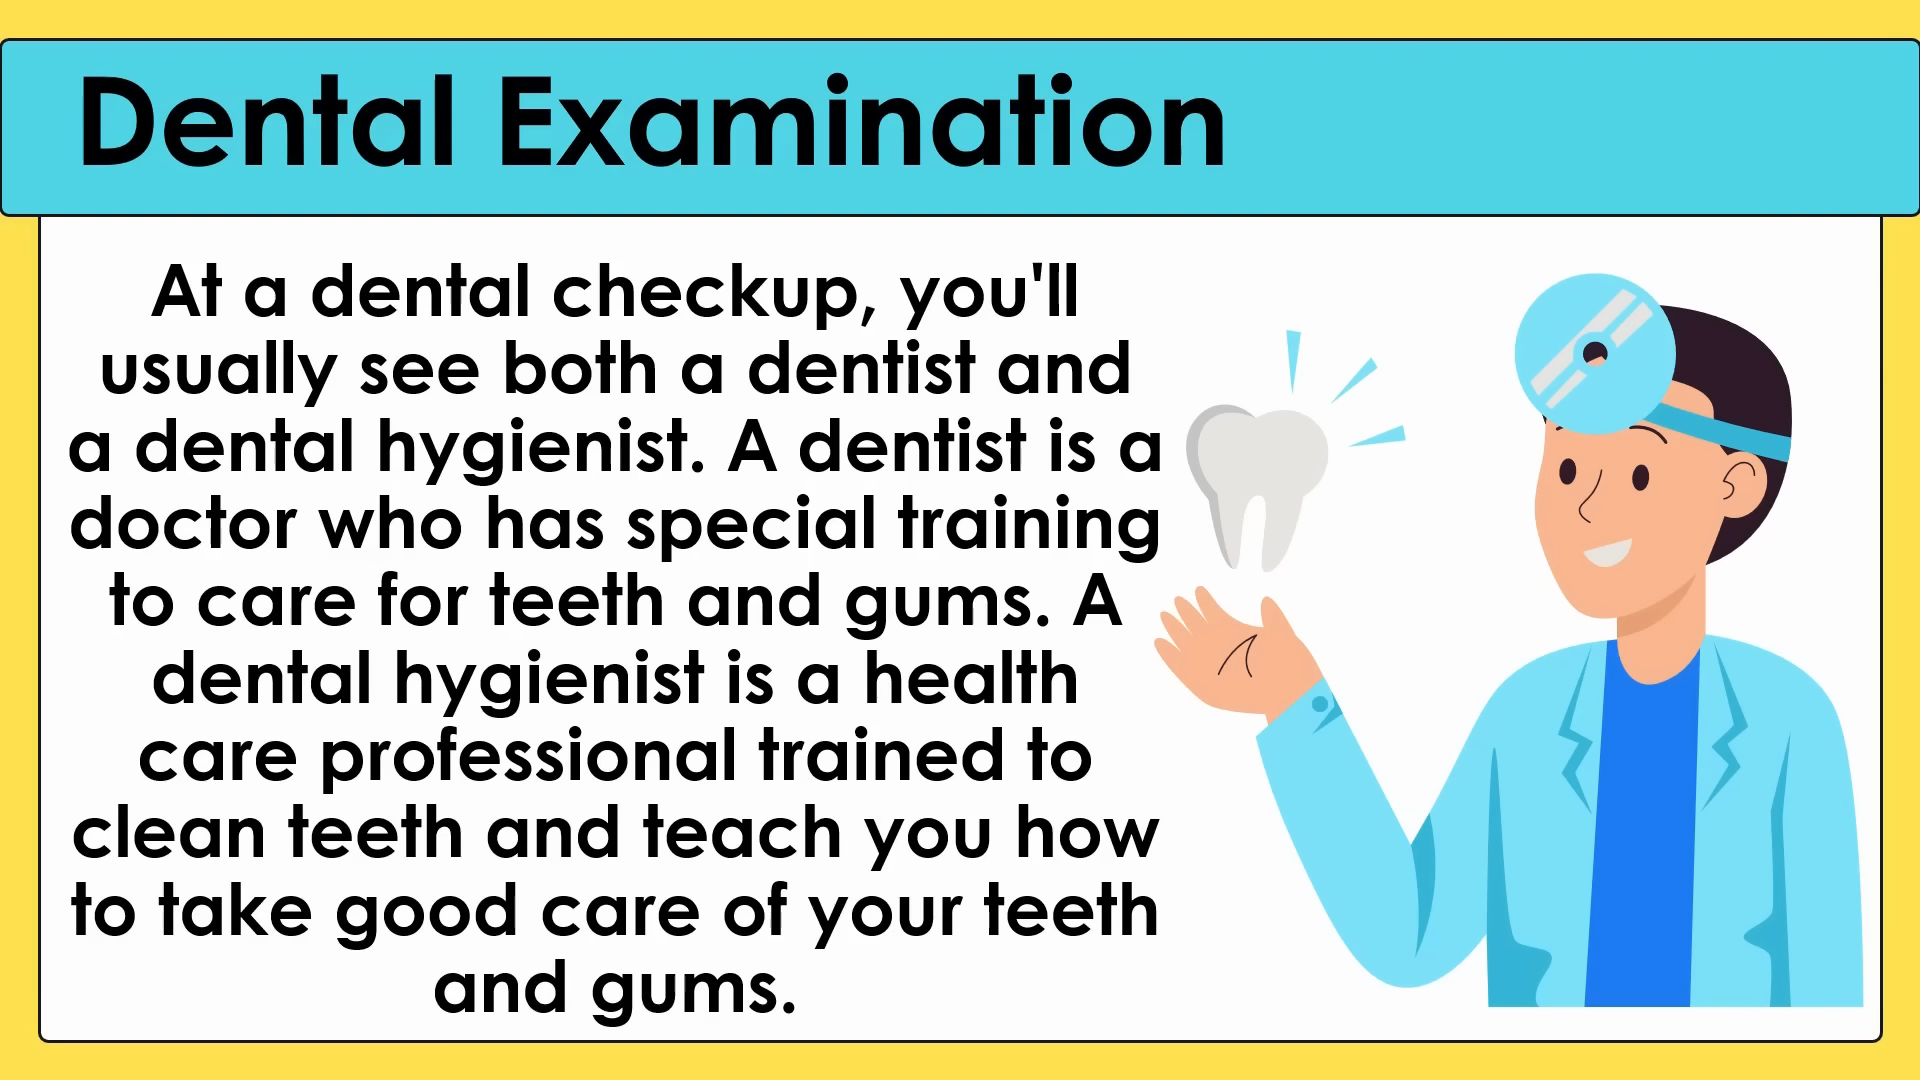 Dental Examination
At a dental checkup, you'll
usually see both a dentist and
a dental hygienist. A dentist is a
doctor who has special training
to care for teeth and gums. A
dental hygienist is a health
care professional trained to
clean teeth and teach you how
to take good care of your teeth
and gums.